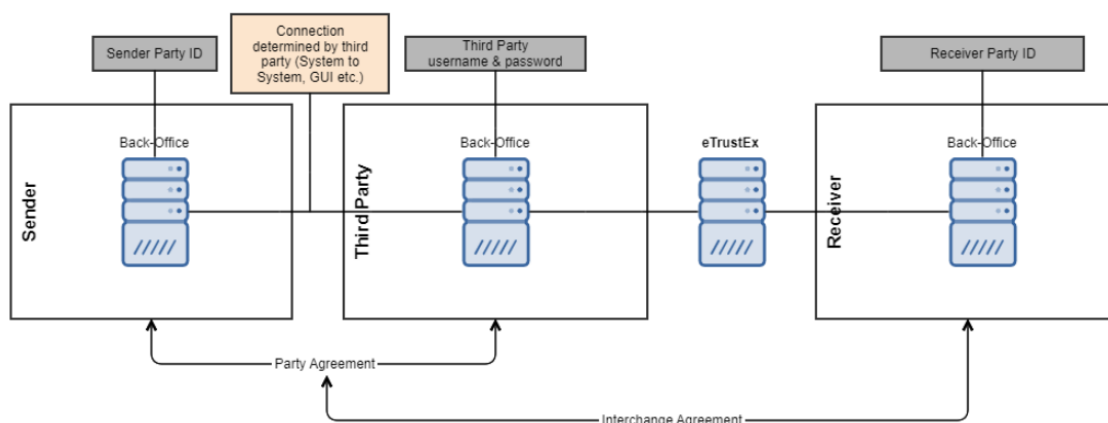 Connection
determined by third
party (System to
System, GUI etc.)
Sender Party ID
Third Party
username & password
Receiver Party ID
Back-Office
Back-Office
eTrustEx
Back-Office
Sender
Third Party
Receiver
Party Agreement
Interchange Agreement